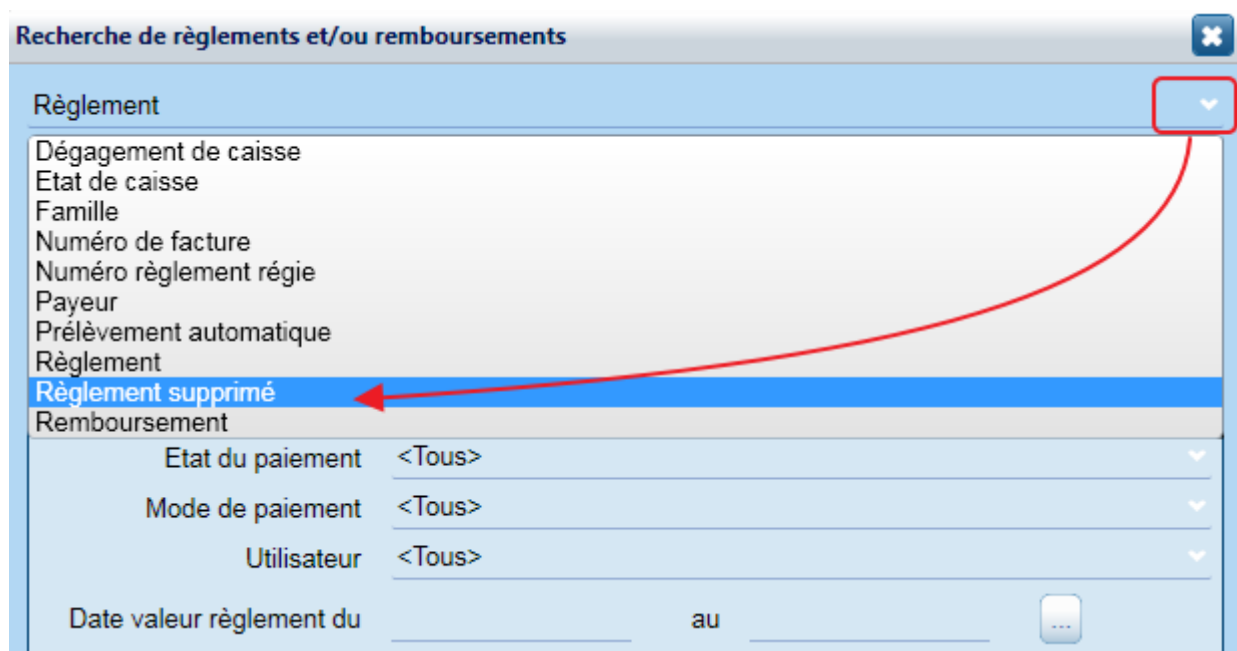 Recherche de règlements et/ou remboursements
Règlement
Dégagement de caisse
Etat de caisse
Famille
Numéro de facture
Numéro règlement régie
Payeur
Prélèvement automatique
Règlement
Règlement supprimé
Remboursement
Etat du paiement <Tous>
Mode de paiement <Tous>
Utilisateur <Tous>
Date valeur règlement du au ...